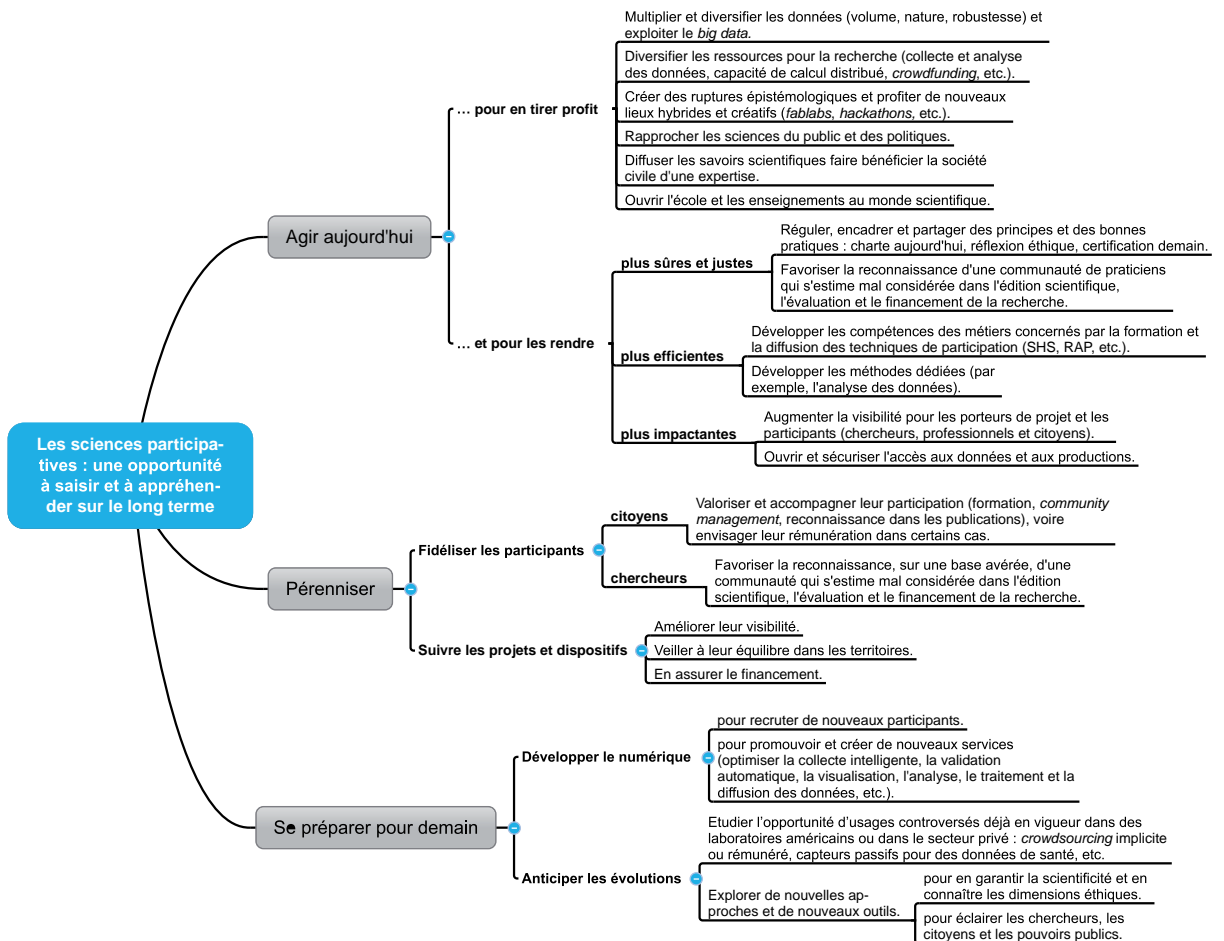 Les sciences participa-
tives : une opportunité
à saisir et à appréhen-
der sur le long terme
Agir aujourd'hui
... pour en tirer profit
Multiplier et diversifier les données (volume, nature, robustesse) et
exploiter le big data.
Diversifier les ressources pour la recherche (collecte et analyse
des données, capacité de calcul distribué, crowdfunding, etc.).
Créer des ruptures épistémologiques et profiter de nouveaux
lieux hybrides et créatifs (fablabs, hackathons, etc.).
Rapprocher les sciences du public et des politiques.
Diffuser les savoirs scientifiques faire bénéficier la société
civile d'une expertise.
Ouvrir l'école et les enseignements au monde scientifique.
... et pour les rendre
plus sûres et justes
Réguler, encadrer et partager des principes et des bonnes
pratiques : charte aujourd'hui, réflexion éthique, certification demain.
Favoriser la reconnaissance d'une communauté de praticiens
qui s'estime mal considérée dans l'édition scientifique,
l'évaluation et le financement de la recherche.
plus efficientes
Développer les compétences des métiers concernés par la formation et
la diffusion des techniques de participation (SHS, RAP, etc.).
Développer les méthodes dédiées (par
exemple, l'analyse des données).
plus impactantes
Augmenter la visibilité pour les porteurs de projet et les
participants (chercheurs, professionnels et citoyens).
Ouvrir et sécuriser l'accès aux données et aux productions.
Pérenniser
Fidéliser les participants
citoyens
Valoriser et accompagner leur participation (formation, community
management, reconnaissance dans les publications), voire
envisager leur rémunération dans certains cas.
chercheurs
Favoriser la reconnaissance, sur une base avérée, d'une
communauté qui s'estime mal considérée dans l'édition
scientifique, l'évaluation et le financement de la recherche.
Suivre les projets et dispositifs
Améliorer leur visibilité.
Veiller à leur équilibre dans les territoires.
En assurer le financement.
Se préparer pour demain
Développer le numérique
pour recruter de nouveaux participants.
pour promouvoir et créer de nouveaux services
(optimiser la collecte intelligente, la validation
automatique, la visualisation, l'analyse, le traitement et la
diffusion des données, etc.).
Anticiper les évolutions
Etudier l’opportunité d’usages controversés déjà en vigueur dans des
laboratoires américains ou dans le secteur privé : crowdsourcing implicite
ou rémunéré, capteurs passifs pour des données de santé, etc.
Explorer de nouvelles ap-
proches et de nouveaux outils.
pour en garantir la scientificité et en
connaître les dimensions éthiques.
pour éclairer les chercheurs, les
citoyens et les pouvoirs publics.